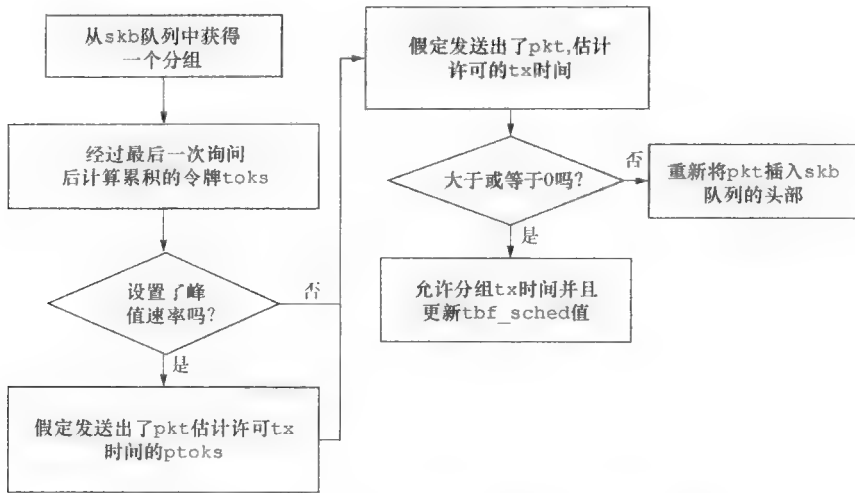 从skb队列中获得
一个分组
经过最后一次询问
后计算累积的令牌toks
设置了峰
值速率吗?
否
是
假定发送出了pkt估计许可tx
时间的ptoks
假定发送出了pkt,估计
许可的tx时间
大于或等于0吗?
否
重新将pkt插入skb
队列的头部
是
允许分组tx时间并且
更新tbf_sched值